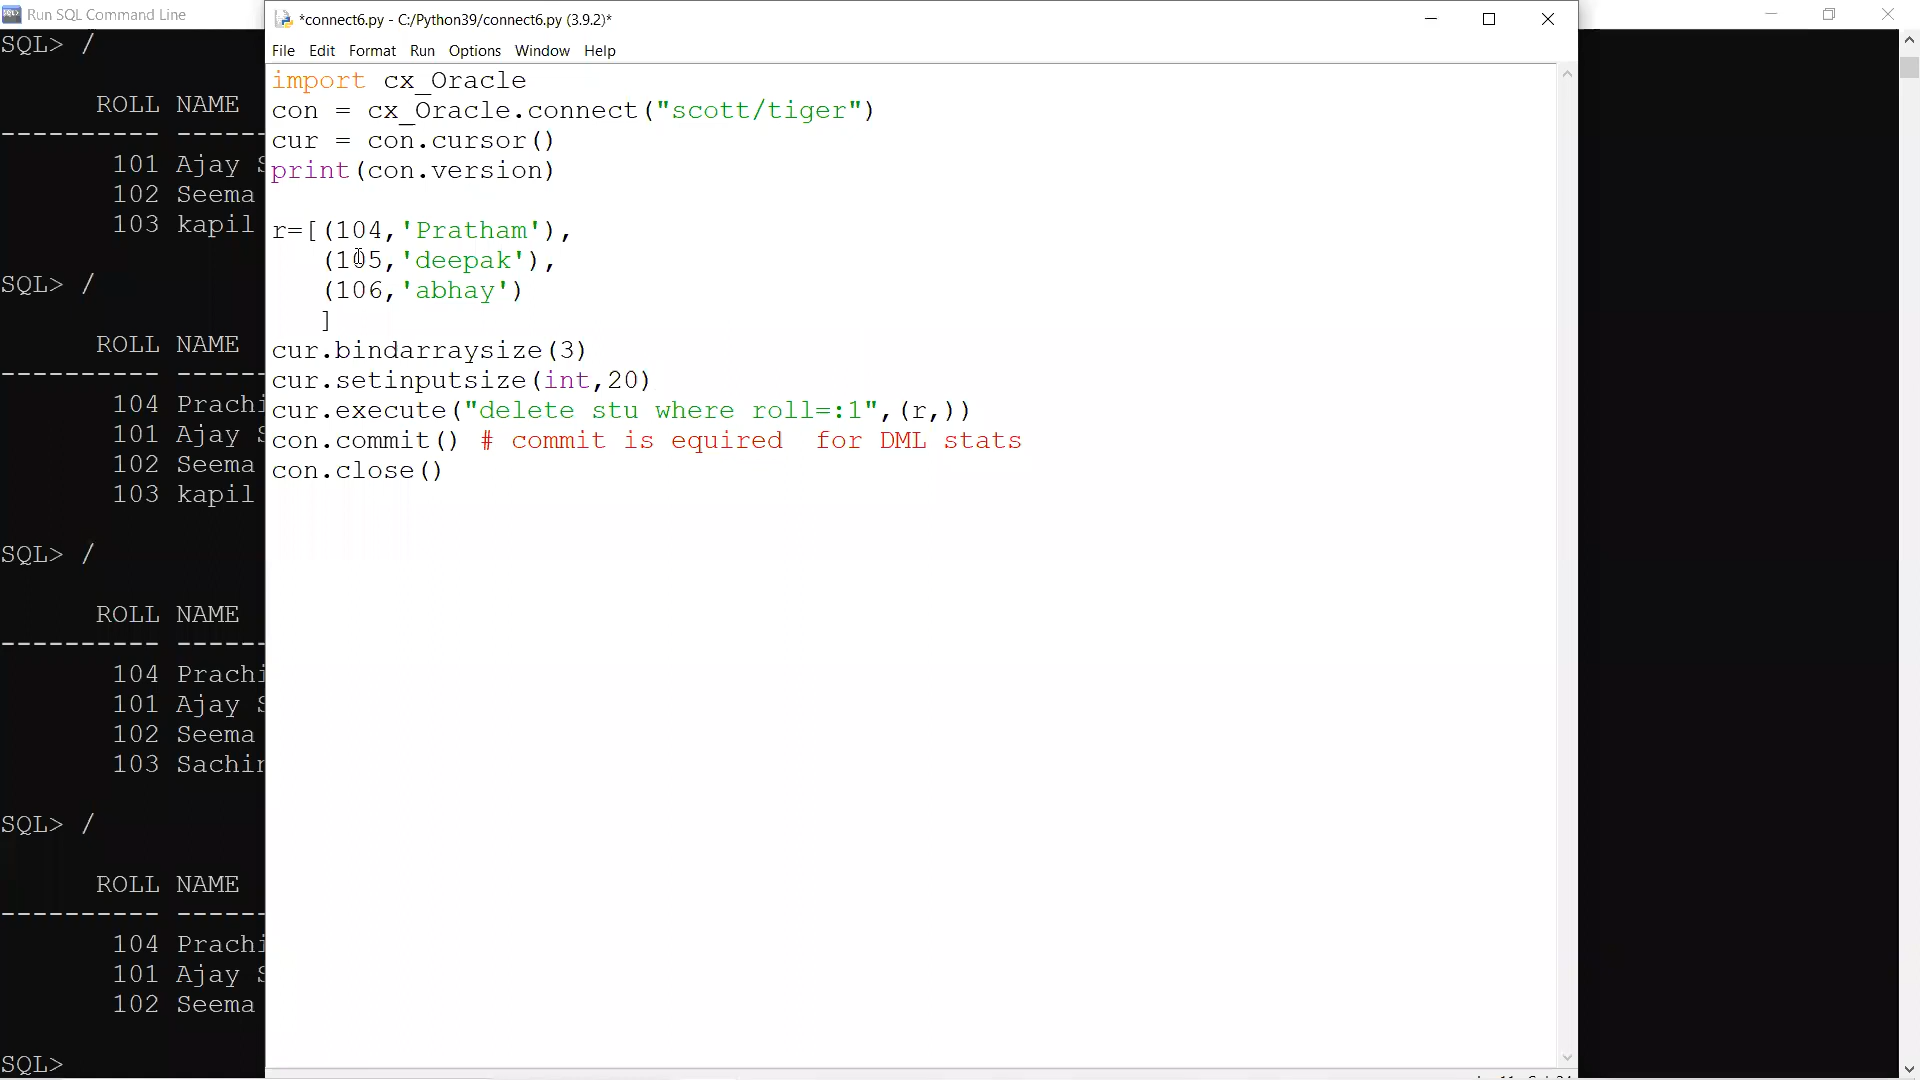 Run SQL Command Line
SQL> /
ROLL NAME
---------- ------
101 Ajay S
102 Seema
103 kapil
SQL> /
ROLL NAME
---------- ------
104 Prachi
101 Ajay S
102 Seema
103 kapil
SQL> /
ROLL NAME
---------- ------
104 Prachi
101 Ajay S
102 Seema
103 Sachin
SQL> /
ROLL NAME
---------- ------
104 Prachi
101 Ajay S
102 Seema
SQL>
*connect6.py - C:/Python39/connect6.py (3.9.2)*
File Edit Format Run Options Window Help
import cx_Oracle
con = cx_Oracle.connect("scott/tiger")
cur = con.cursor()
print(con.version)
r=[(104,'Pratham'),
(105,'deepak'),
(106,'abhay')
]
cur.bindarraysize(3)
cur.setinputsize(int,20)
cur.execute("delete stu where roll=:1",(r,))
con.commit() # commit is equired  for DML stats
con.close()